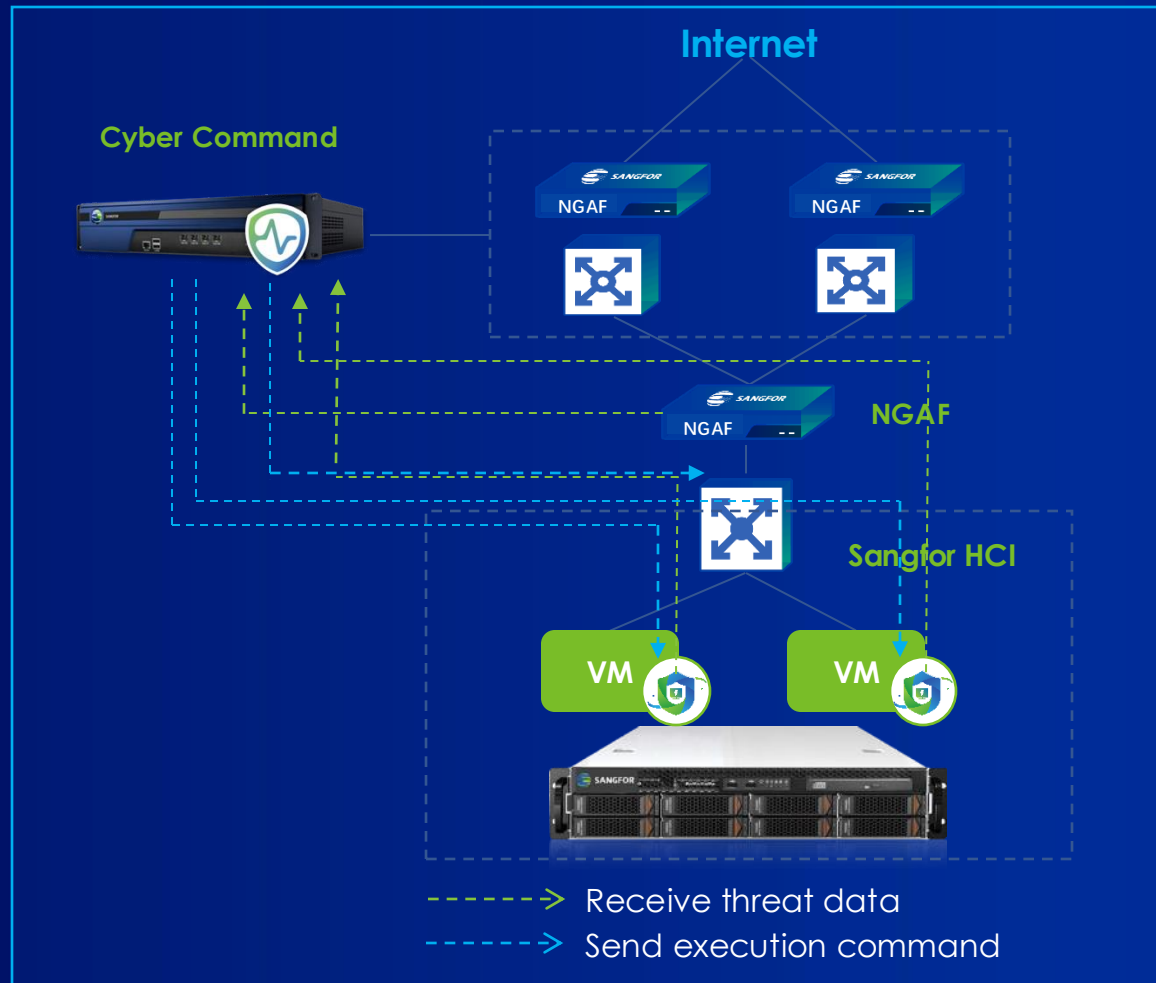 Internet
Cyber Command
SANGFOR
NGAF
SANGFOR
NGAF
SANGFOR
NGAF
NGAF
Sangfor HCI
VM
VM
SANGFOR
Receive threat data
Send execution command